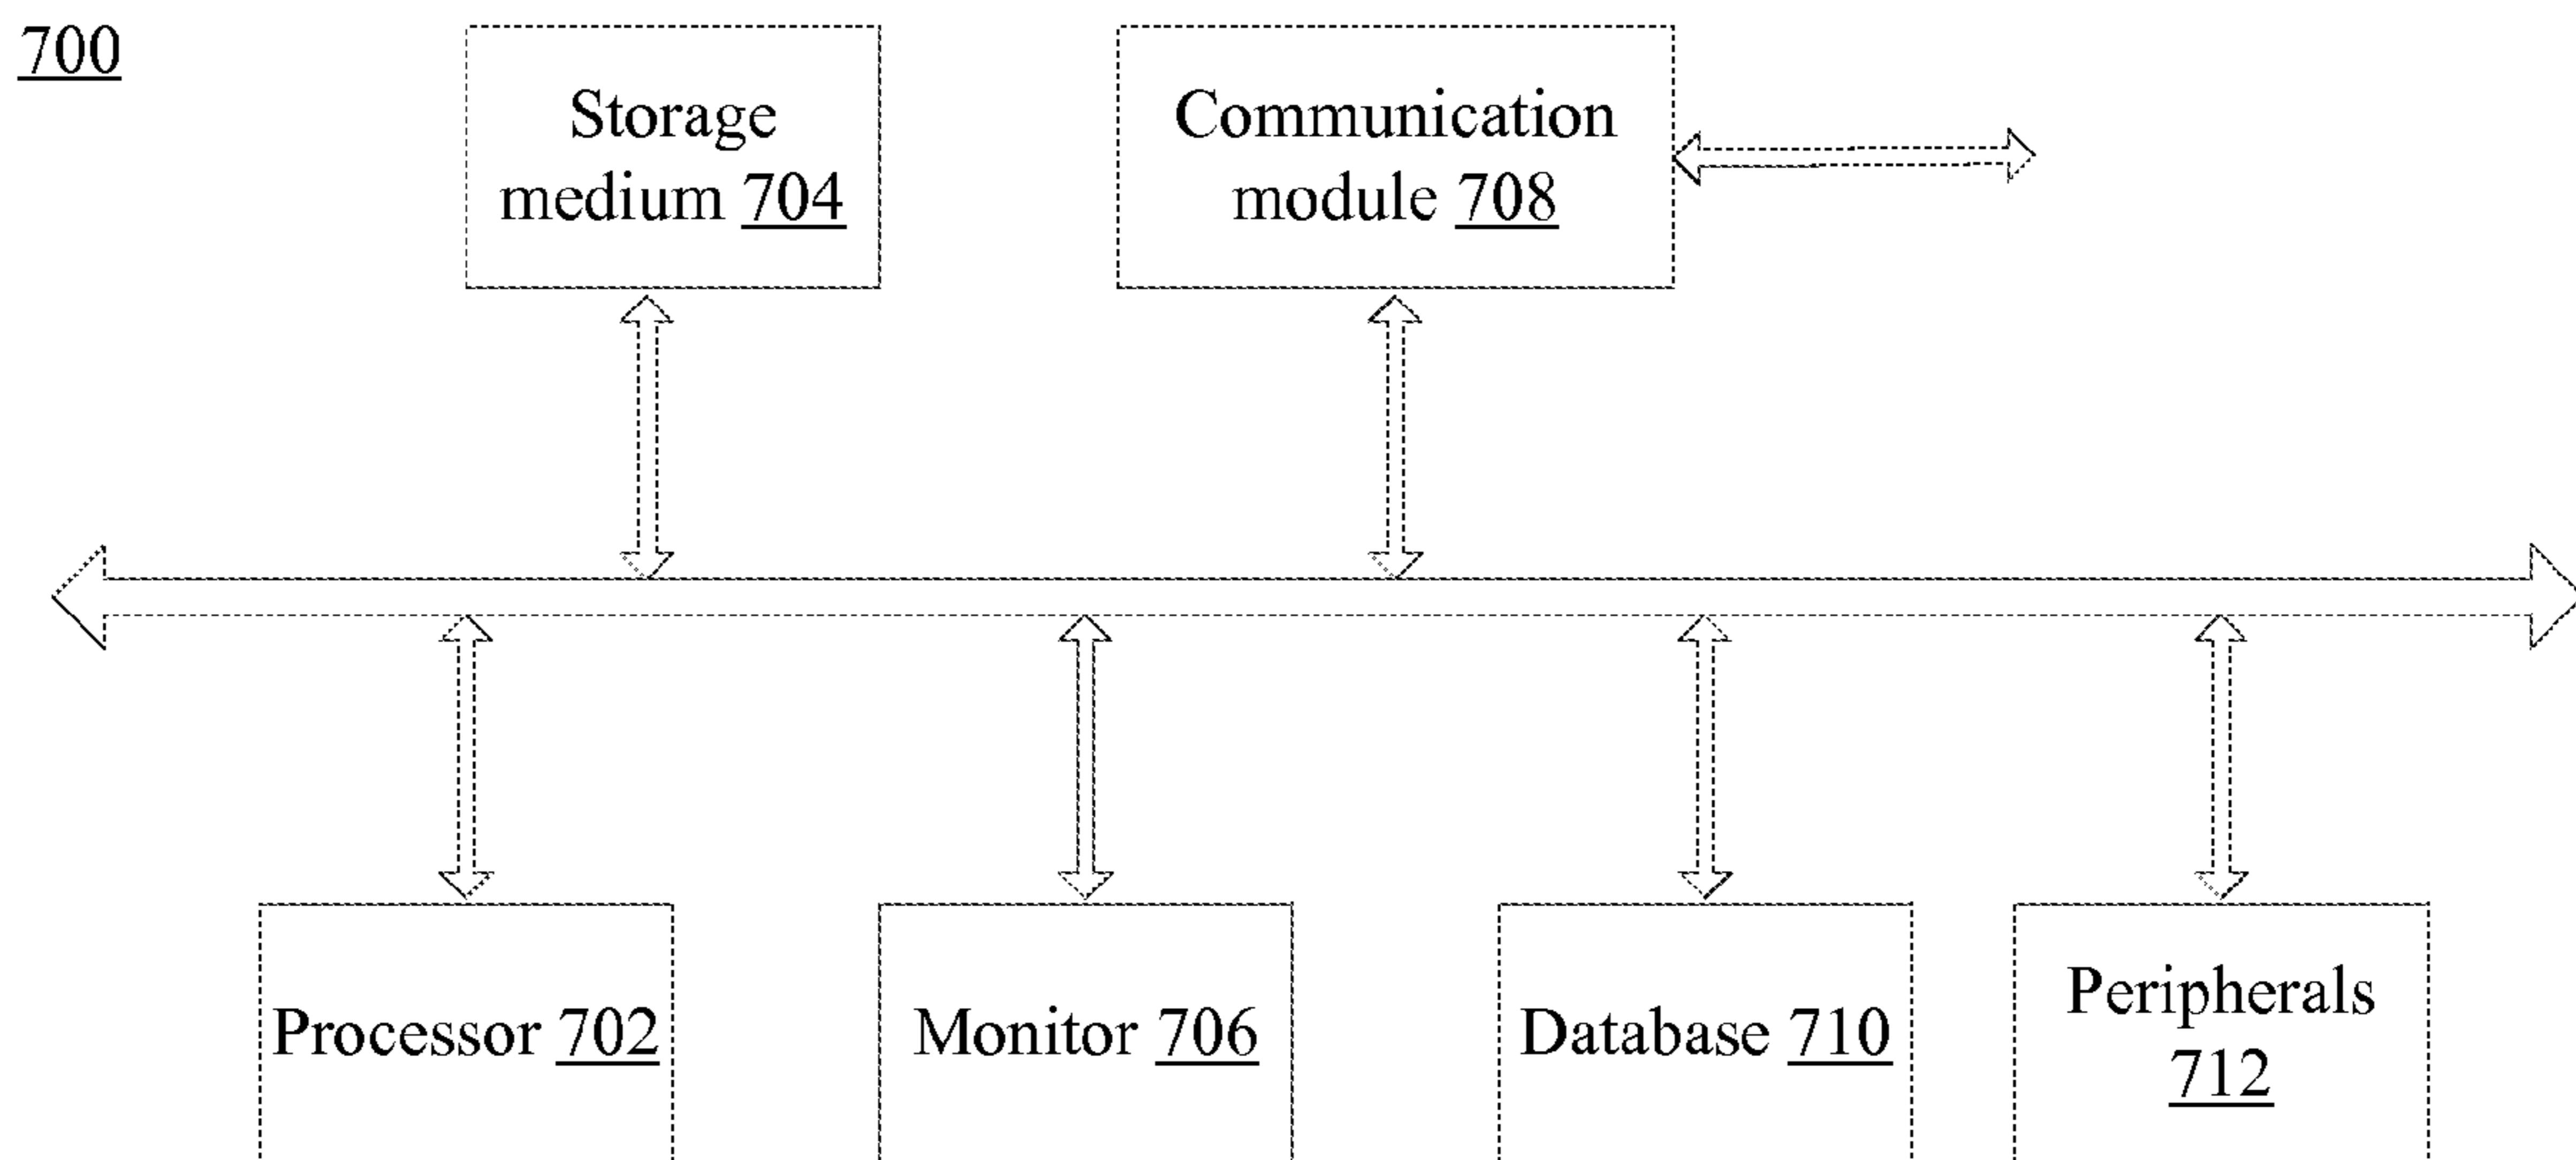 700
Storage
medium 704
Communication
module 708
Processor 702
Monitor 706
Database 710
Peripherals
712